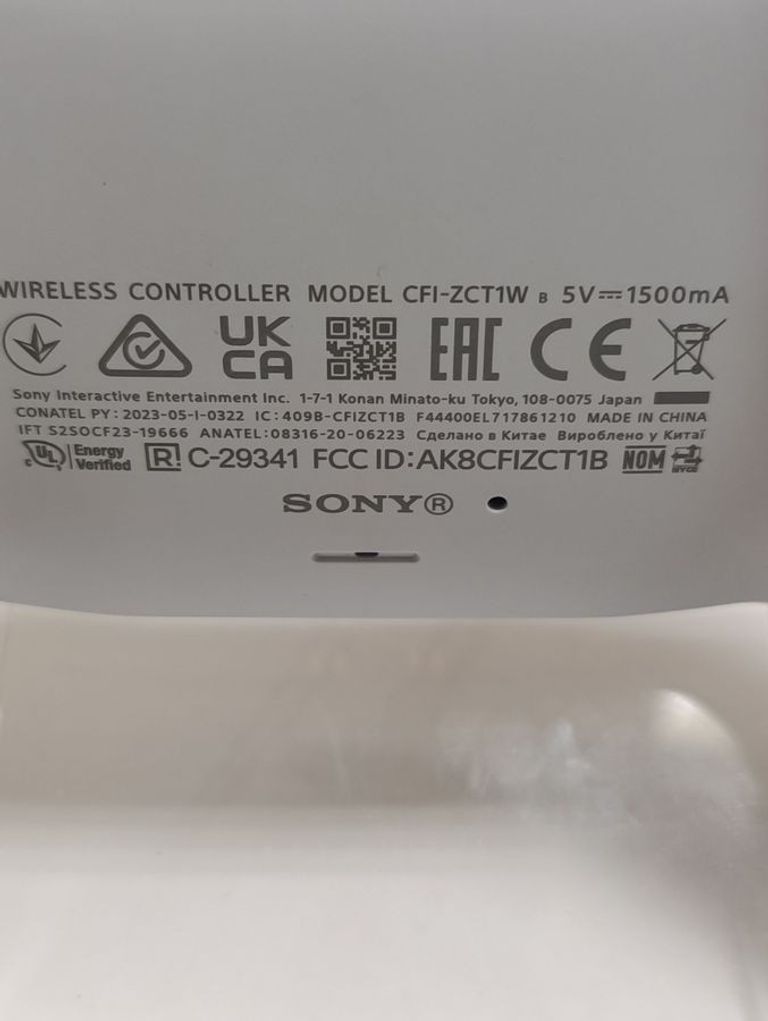 WIRELESS CONTROLLER MODEL CFI-ZCT1W B 5V⎓1500mA
UK CA EAC CE
Sony Interactive Entertainment Inc. 1-7-1 Konan Minato-ku Tokyo, 108-0075 Japan
CONATEL PY: 2023-05-I-0322 IC: 409B-CFIZCT1B F44400EL717861210 MADE IN CHINA
IFT S2SOCF23-19666 ANATEL: 08316-20-06223 Сделано в Китае Вироблено у Китаї
c UL Energy Verified R C-29341 FCC ID: AK8CFIZCT1B NOM NYCE
SONY®